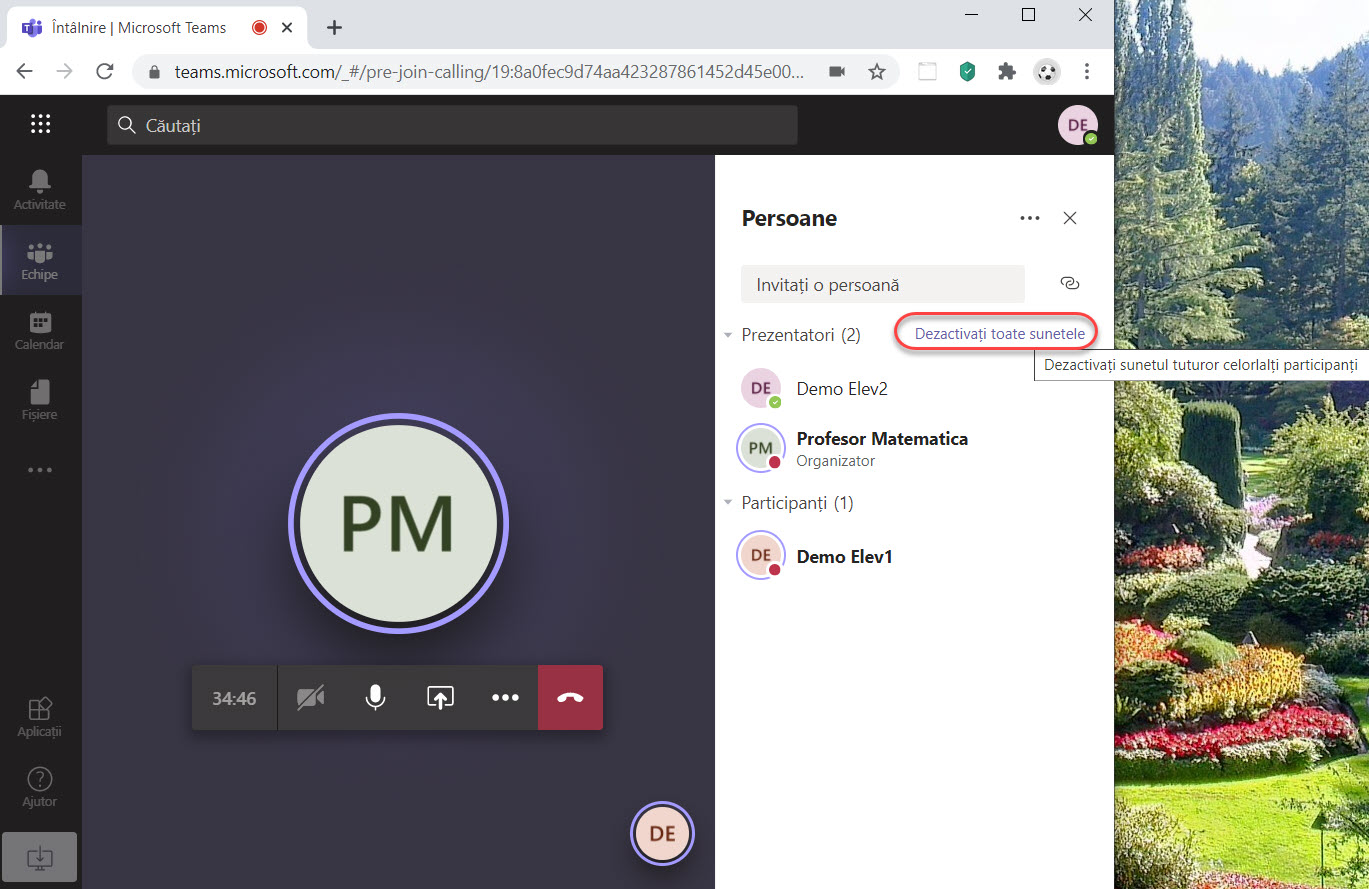 Întâlnire | Microsoft Teams
teams.microsoft.com/_#/pre-join-calling/19:8a0fec9d74aa423287861452d45e00...
Căutați
DE
Activitate
Echipe
Calendar
Fișiere
Aplicații
Ajutor
PM
34:46
DE
Persoane
Invitați o persoană
Prezentatori (2)
Dezactivați toate sunetele
Dezactivați sunetul tuturor celorlalți participanți
DE
Demo Elev2
PM
Profesor Matematica
Organizator
Participanți (1)
DE
Demo Elev1